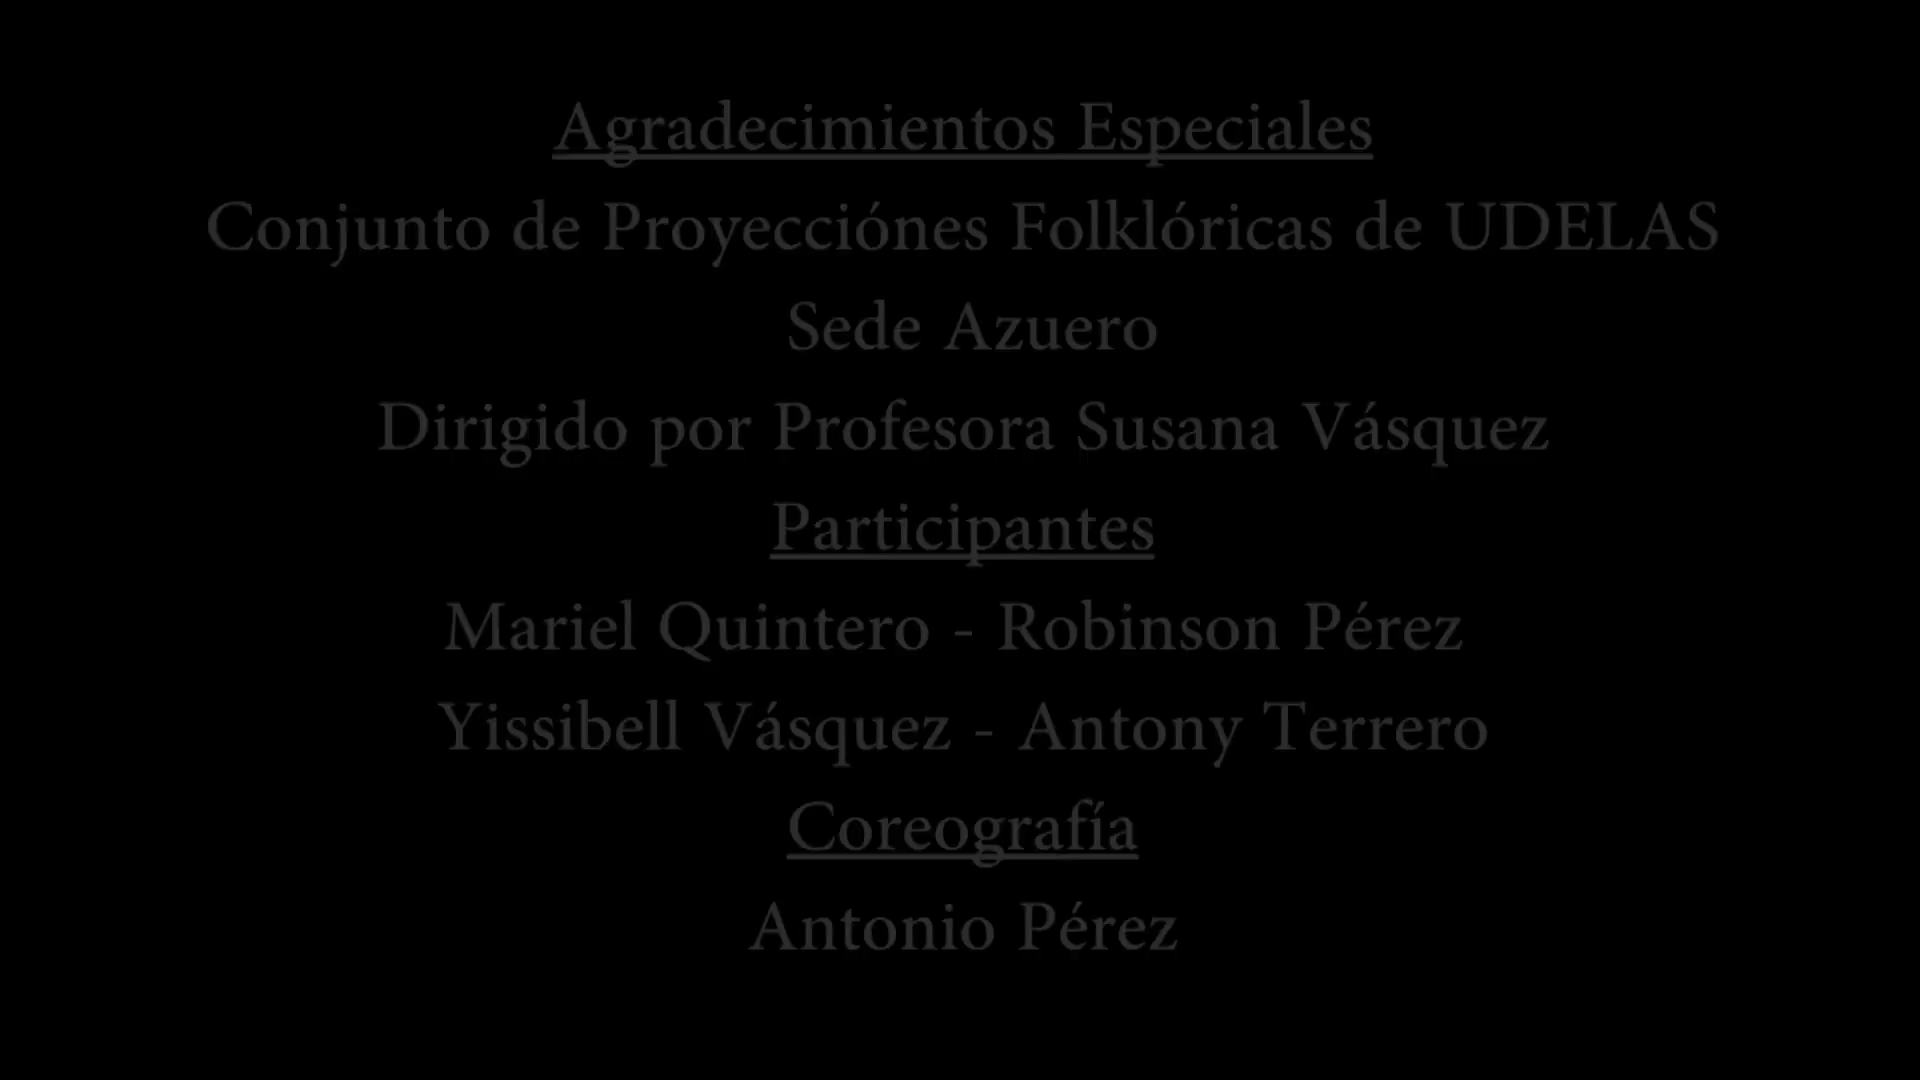 Agradecimientos Especiales
Conjunto de Proyecciónes Folklóricas de UDELAS
Sede Azuero
Dirigido por Profesora Susana Vásquez
Participantes
Mariel Quintero - Robinson Pérez
Yissibell Vásquez - Antony Terrero
Coreografía
Antonio Pérez